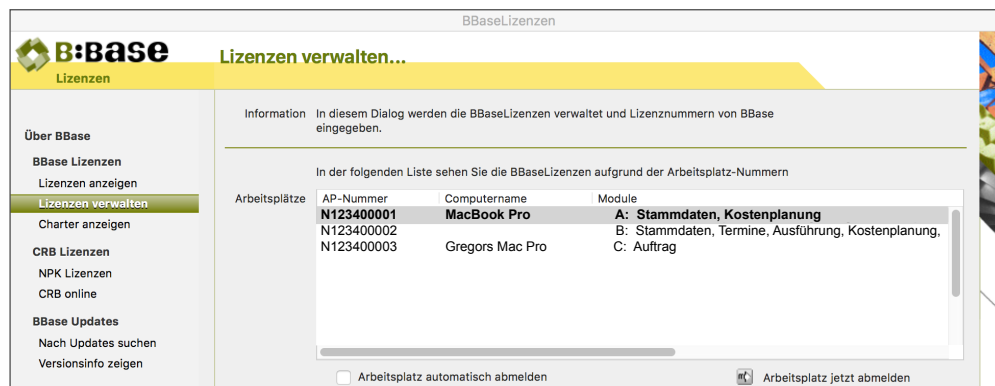 BBaseLizenzen
B:Base
Lizenzen
Lizenzen verwalten...
Über BBase
BBase Lizenzen
Lizenzen anzeigen
Lizenzen verwalten
Charter anzeigen
CRB Lizenzen
NPK Lizenzen
CRB online
BBase Updates
Nach Updates suchen
Versionsinfo zeigen
Information In diesem Dialog werden die BBaseLizenzen verwaltet und Lizenznummern von BBase
eingegeben.
In der folgenden Liste sehen Sie die BBaseLizenzen aufgrund der Arbeitsplatz-Nummern
Arbeitsplätze AP-Nummer Computername Module
N123400001 MacBook Pro A: Stammdaten, Kostenplanung
N123400002 B: Stammdaten, Termine, Ausführung, Kostenplanung,
N123400003 Gregors Mac Pro C: Auftrag
Arbeitsplatz automatisch abmelden Arbeitsplatz jetzt abmelden